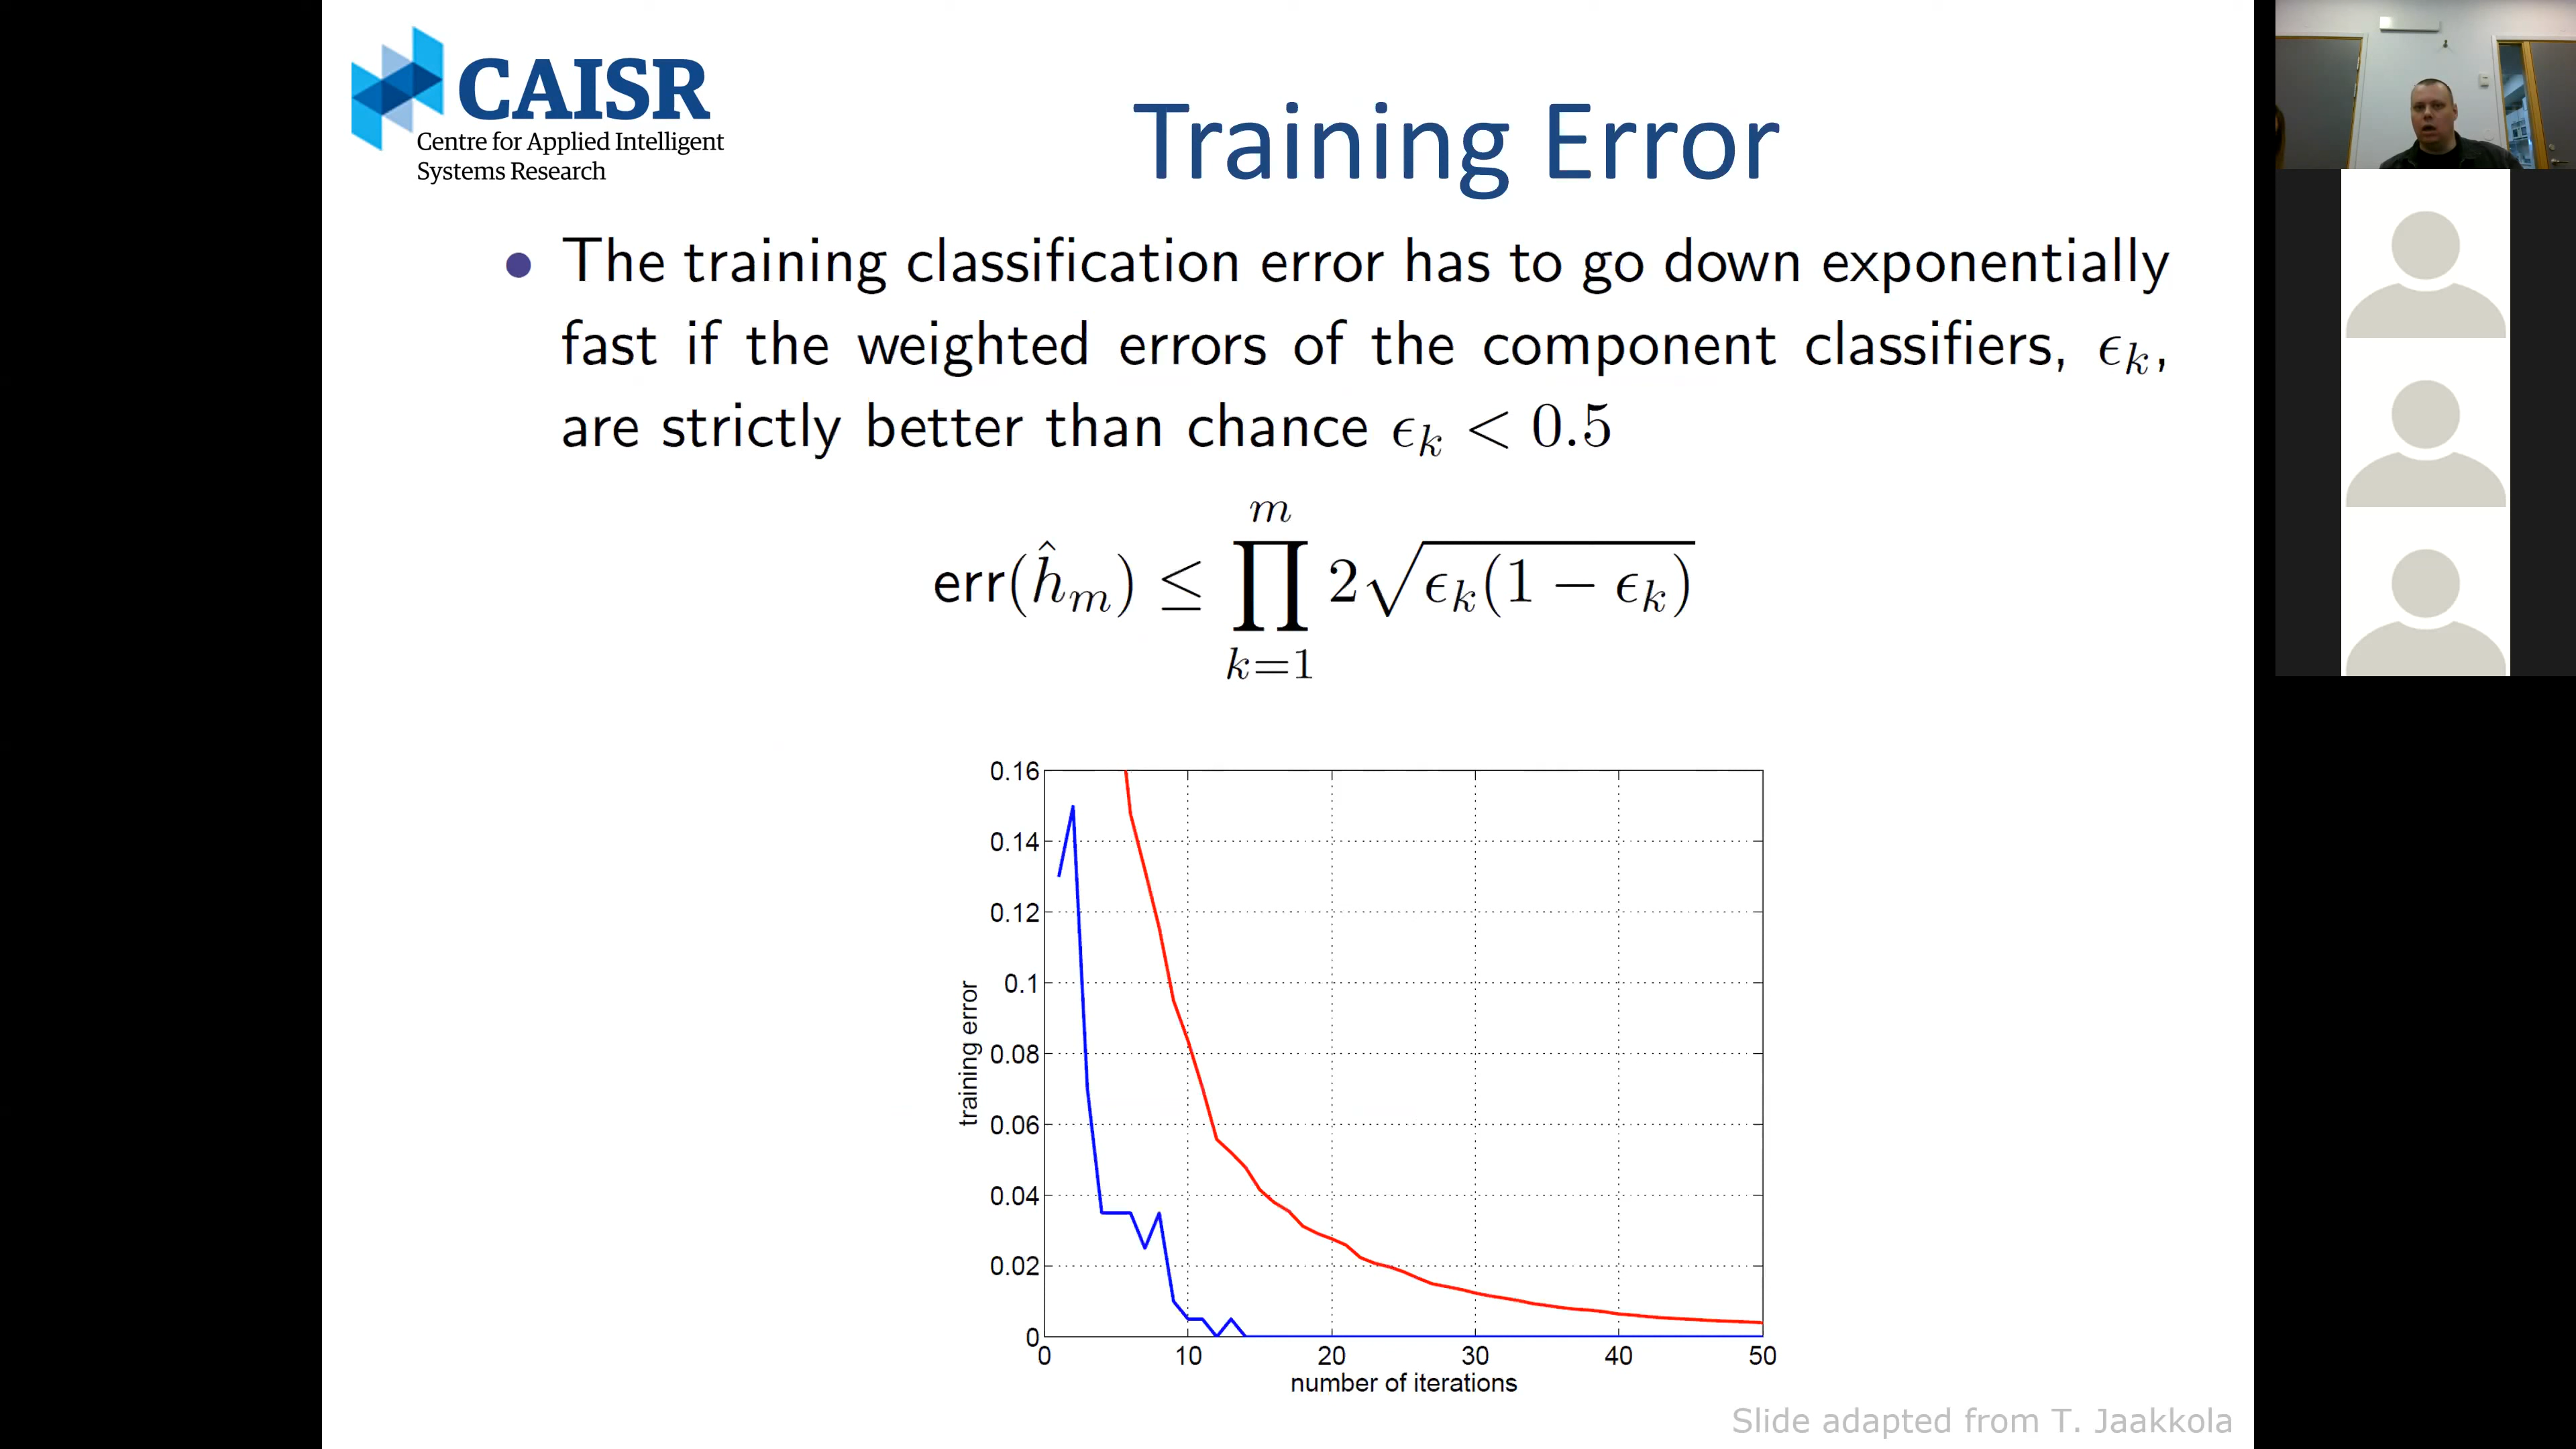 CAISR
Centre for Applied Intelligent
Systems Research
Training Error
• The training classification error has to go down exponentially
fast if the weighted errors of the component classifiers, ϵ_k,
are strictly better than chance ϵ_k < 0.5
err(ĥ_m) ≤ ∏_{k=1}^{m} 2√(ϵ_k(1 − ϵ_k))
0.16
0.14
0.12
0.1
0.08
0.06
0.04
0.02
0
training error
0 10 20 30 40 50
number of iterations
Slide adapted from T. Jaakkola